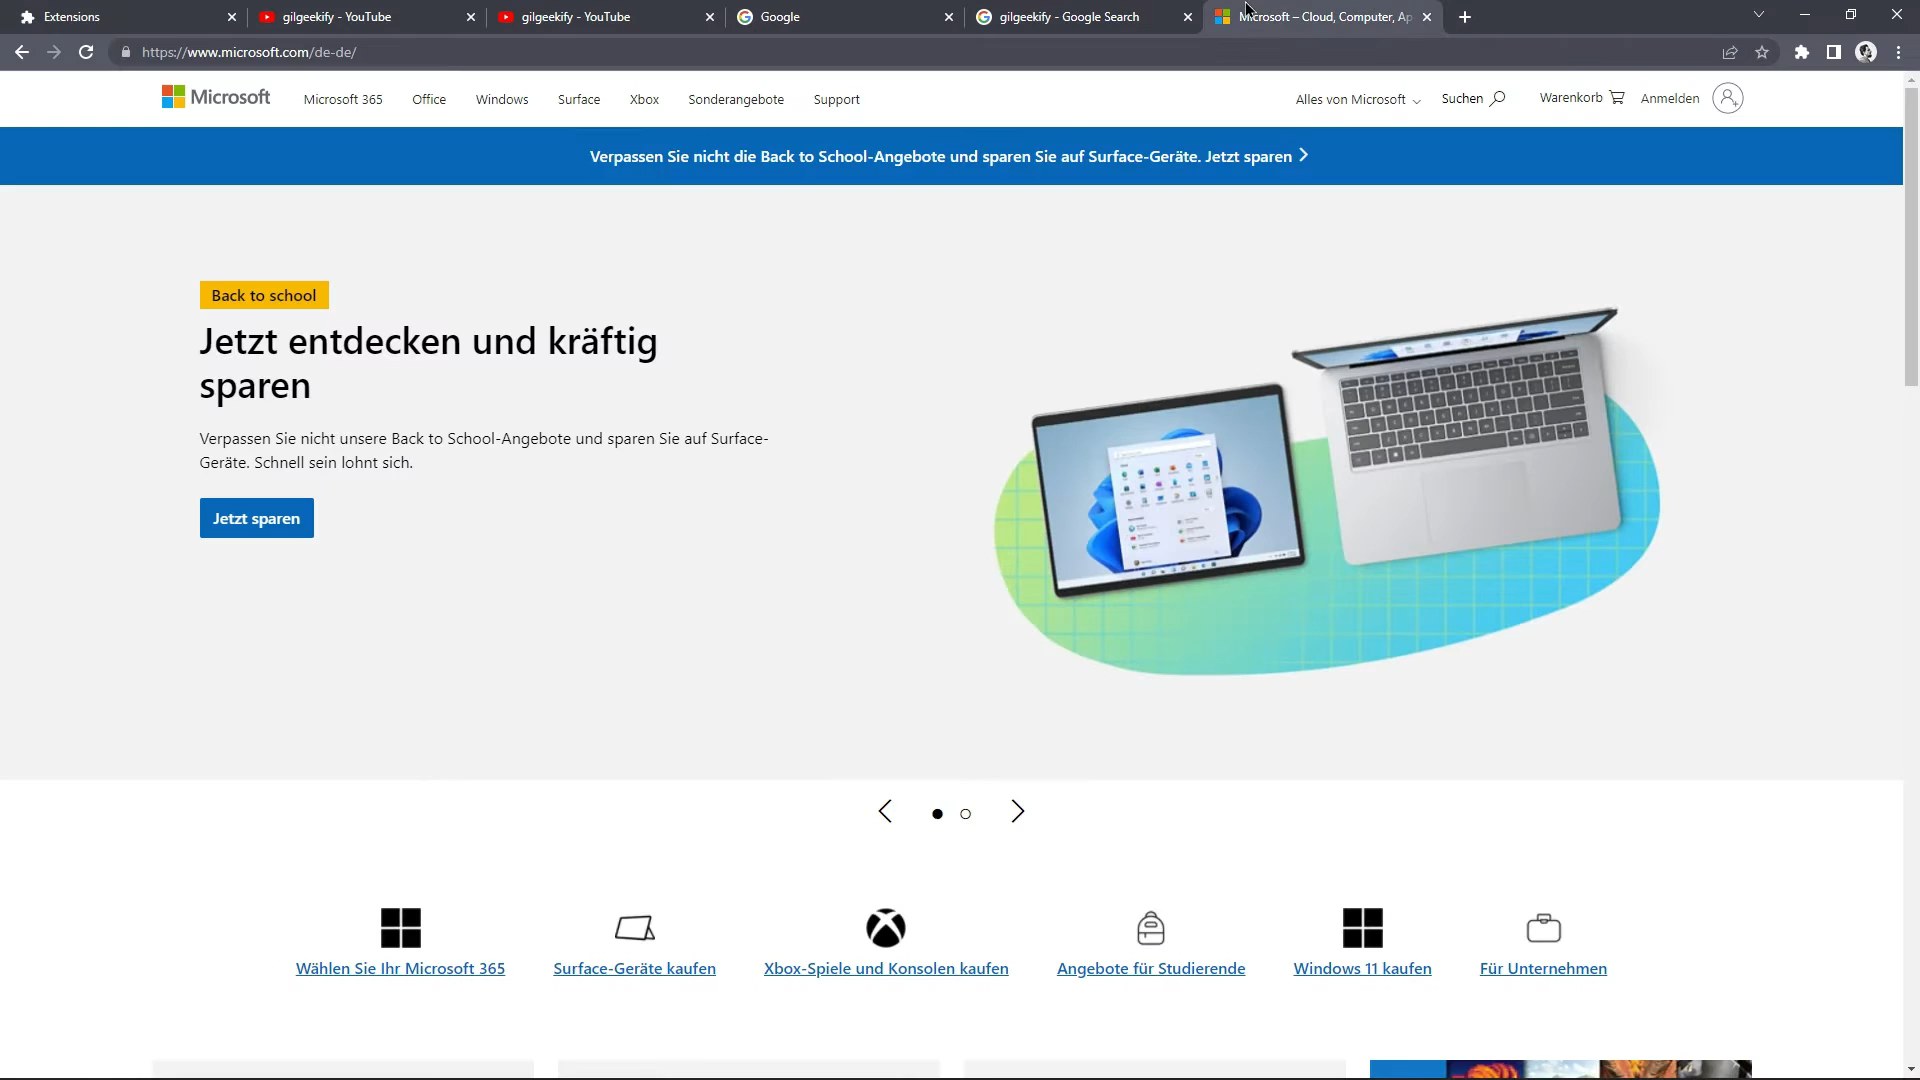 Extensions
gilgeekify - YouTube
gilgeekify - YouTube
Google
gilgeekify - Google Search
Microsoft – Cloud, Computer, Ap
https://www.microsoft.com/de-de/
Microsoft
Microsoft 365
Office
Windows
Surface
Xbox
Sonderangebote
Support
Alles von Microsoft
Suchen
Warenkorb
Anmelden
Verpassen Sie nicht die Back to School-Angebote und sparen Sie auf Surface-Geräte. Jetzt sparen
Back to school
Jetzt entdecken und kräftig
sparen
Verpassen Sie nicht unsere Back to School-Angebote und sparen Sie auf Surface-
Geräte. Schnell sein lohnt sich.
Jetzt sparen
Wählen Sie Ihr Microsoft 365
Surface-Geräte kaufen
Xbox-Spiele und Konsolen kaufen
Angebote für Studierende
Windows 11 kaufen
Für Unternehmen